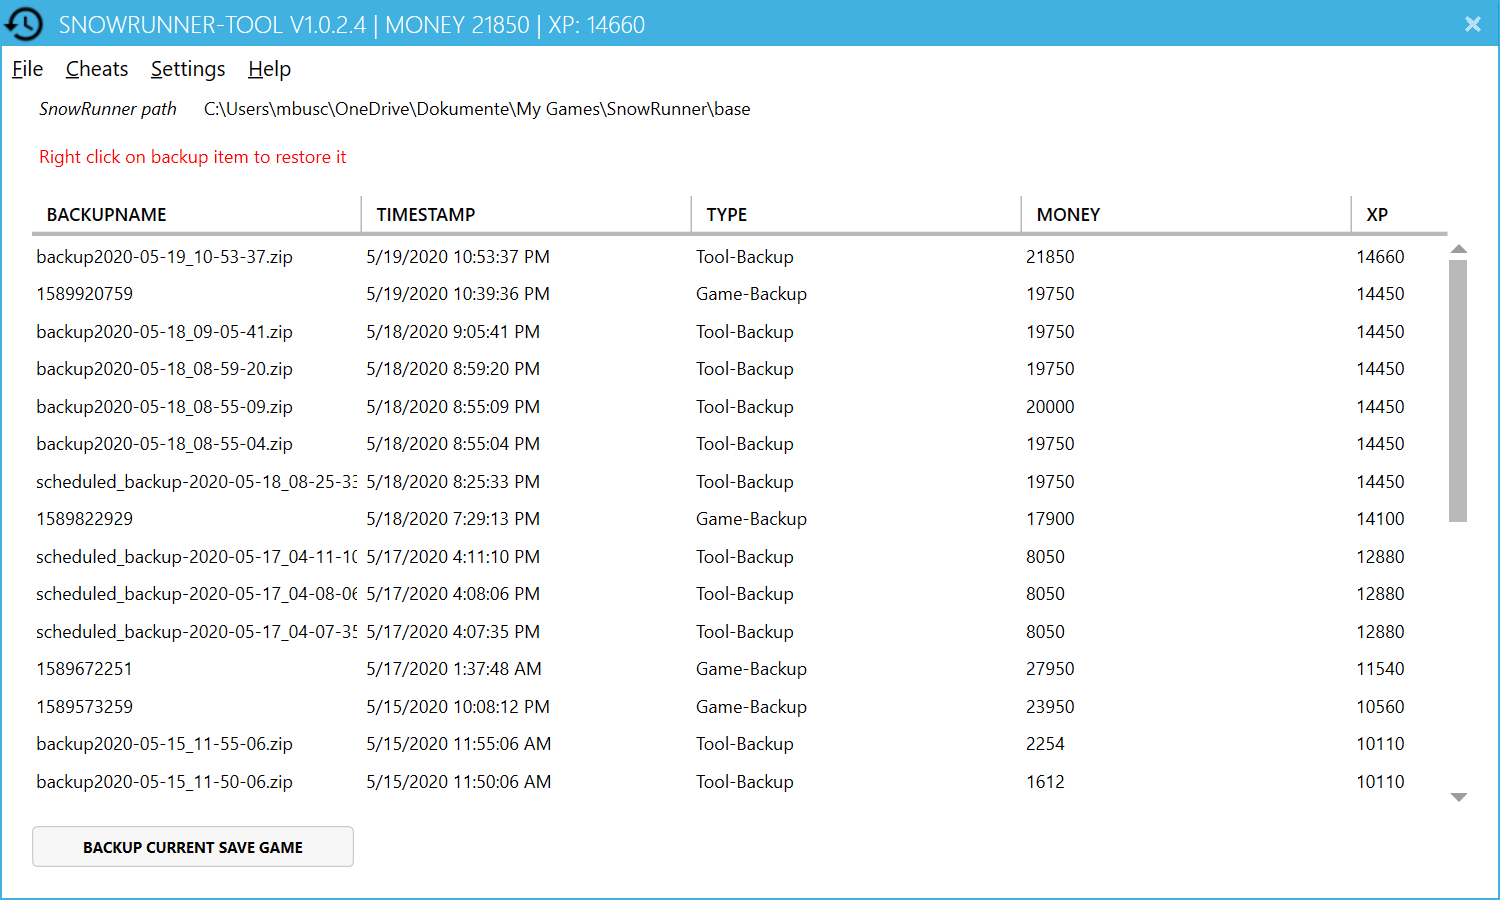 SNOWRUNNER-TOOL V1.0.2.4 | MONEY 21850 | XP: 14660
File Cheats Settings Help
SnowRunner path C:\Users\mbusc\OneDrive\Dokumente\My Games\SnowRunner\base
Right click on backup item to restore it
BACKUPNAME TIMESTAMP TYPE MONEY XP
backup2020-05-19_10-53-37.zip 5/19/2020 10:53:37 PM Tool-Backup 21850 14660
1589920759 5/19/2020 10:39:36 PM Game-Backup 19750 14450
backup2020-05-18_09-05-41.zip 5/18/2020 9:05:41 PM Tool-Backup 19750 14450
backup2020-05-18_08-59-20.zip 5/18/2020 8:59:20 PM Tool-Backup 19750 14450
backup2020-05-18_08-55-09.zip 5/18/2020 8:55:09 PM Tool-Backup 20000 14450
backup2020-05-18_08-55-04.zip 5/18/2020 8:55:04 PM Tool-Backup 19750 14450
scheduled_backup-2020-05-18_08-25-33 5/18/2020 8:25:33 PM Tool-Backup 19750 14450
1589822929 5/18/2020 7:29:13 PM Game-Backup 17900 14100
scheduled_backup-2020-05-17_04-11-10 5/17/2020 4:11:10 PM Tool-Backup 8050 12880
scheduled_backup-2020-05-17_04-08-06 5/17/2020 4:08:06 PM Tool-Backup 8050 12880
scheduled_backup-2020-05-17_04-07-35 5/17/2020 4:07:35 PM Tool-Backup 8050 12880
1589672251 5/17/2020 1:37:48 AM Game-Backup 27950 11540
1589573259 5/15/2020 10:08:12 PM Game-Backup 23950 10560
backup2020-05-15_11-55-06.zip 5/15/2020 11:55:06 AM Tool-Backup 2254 10110
backup2020-05-15_11-50-06.zip 5/15/2020 11:50:06 AM Tool-Backup 1612 10110
BACKUP CURRENT SAVE GAME